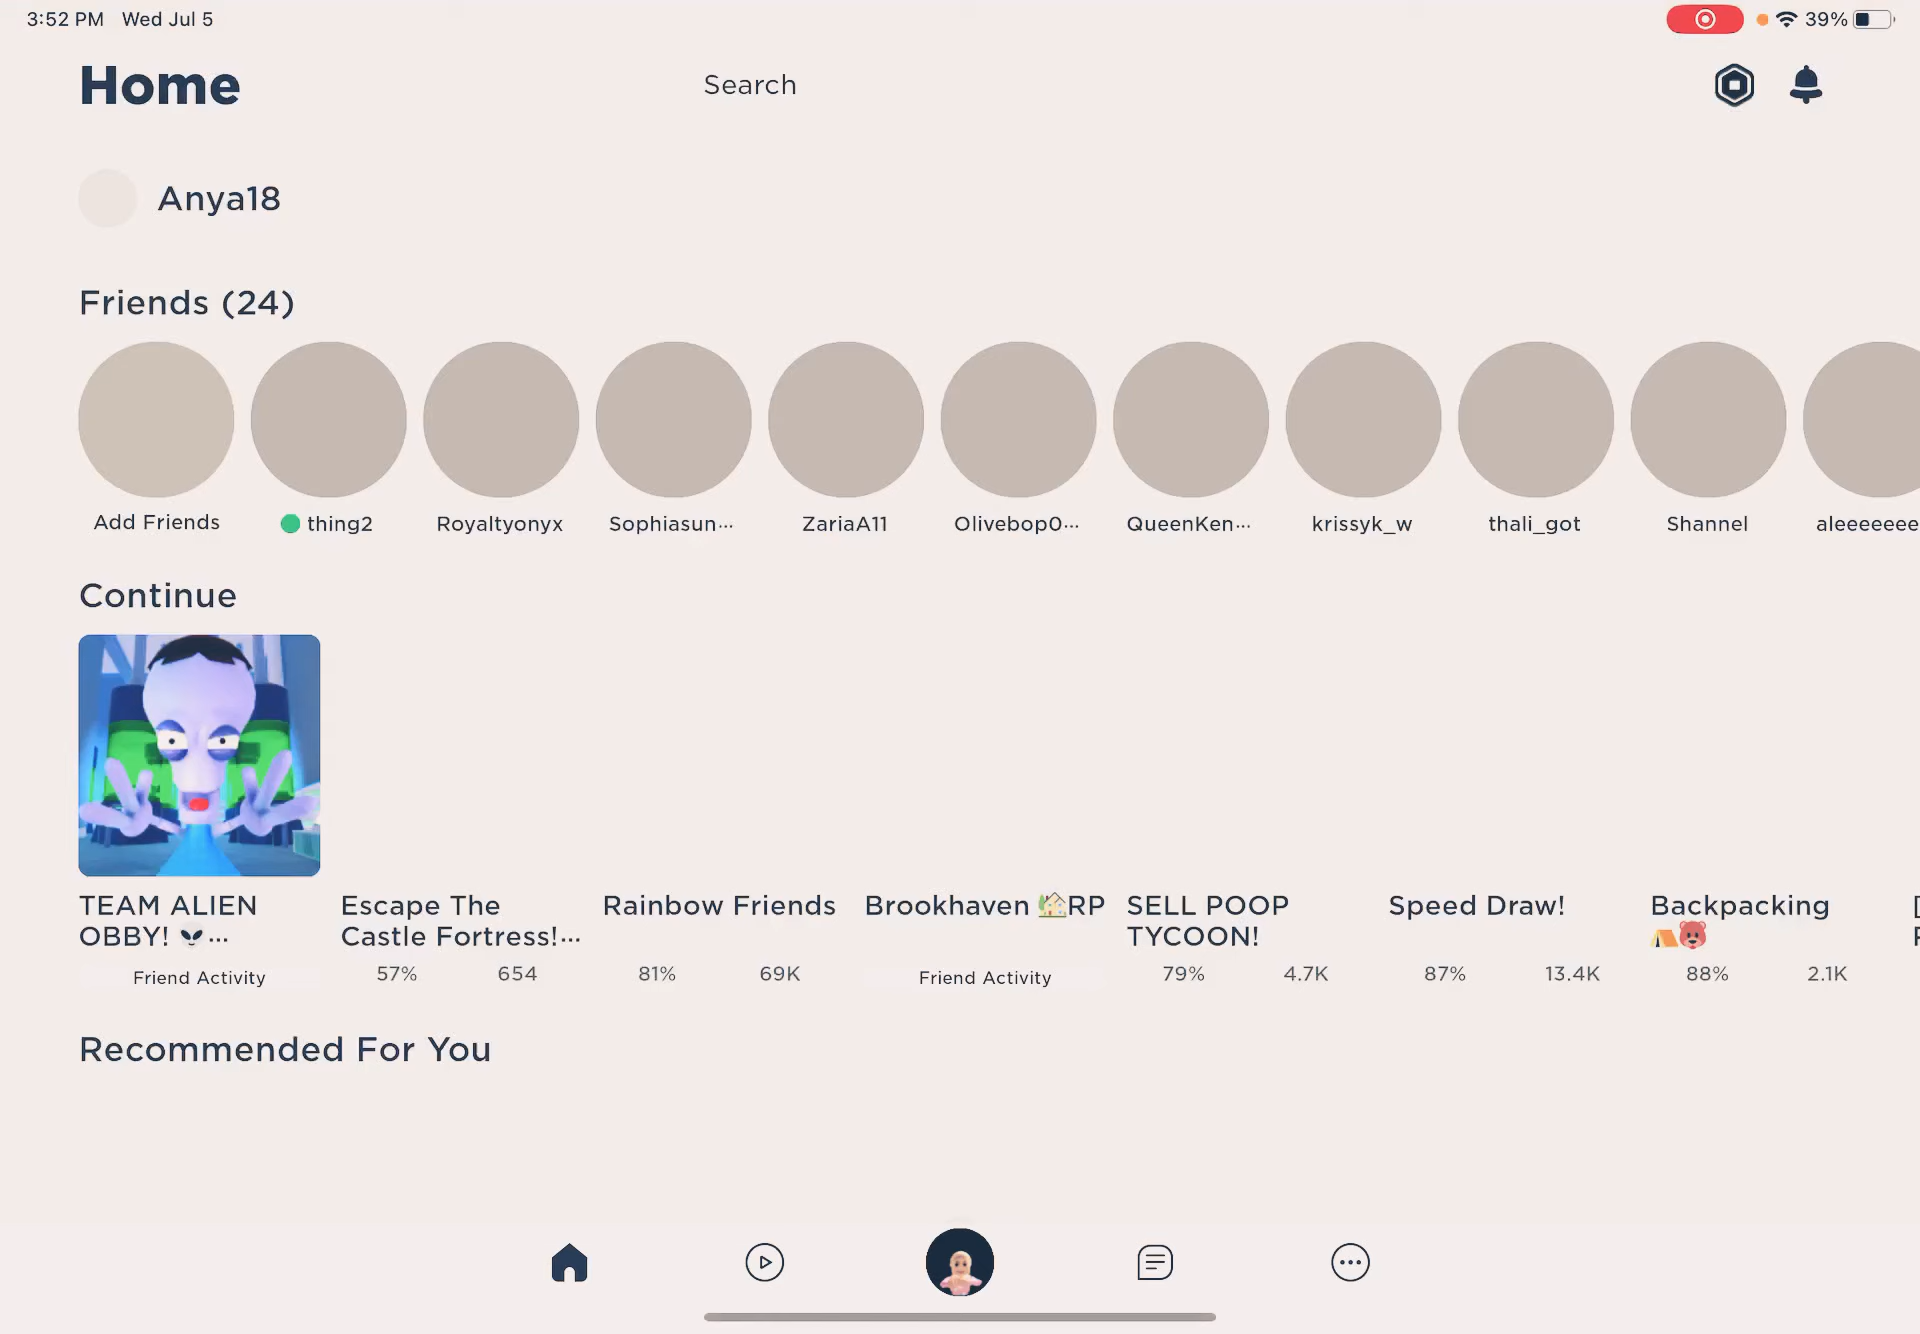 3:52 PM Wed Jul 5
39%
Home
Search
Anya18
Friends (24)
Add Friends
thing2
Royaltyonyx
Sophiasun...
ZariaA11
Olivebop0...
QueenKen...
krissyk_w
thali_got
Shannel
aleeeeeee
Continue
TEAM ALIEN
OBBY! 👽...
Friend Activity
Escape The
Castle Fortress!...
57% 654
Rainbow Friends
81% 69K
Brookhaven 🏡RP
Friend Activity
SELL POOP
TYCOON!
79% 4.7K
Speed Draw!
87% 13.4K
Backpacking
⛺🐻
88% 2.1K
Recommended For You